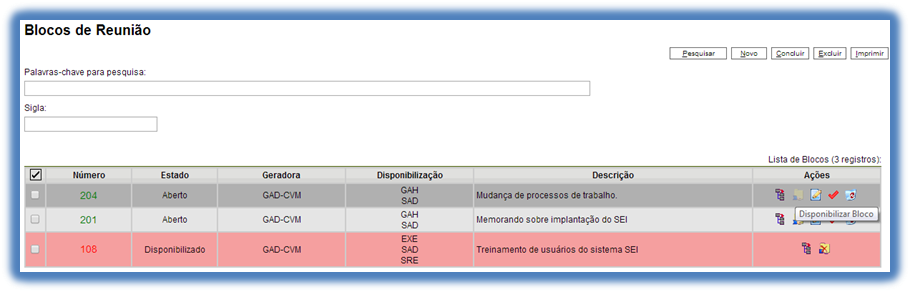 Blocos de Reunião
Pesquisar Novo Concluir Excluir Imprimir
Palavras-chave para pesquisa:
Sigla:
Lista de Blocos (3 registros):
Número Estado Geradora Disponibilização Descrição Ações
204 Aberto GAD-CVM GAH SAD Mudança de processos de trabalho.
Disponibilizar Bloco
201 Aberto GAD-CVM GAH SAD Memorando sobre implantação do SEI
108 Disponibilizado GAD-CVM EXE SAD SRE Treinamento de usuários do sistema SEI